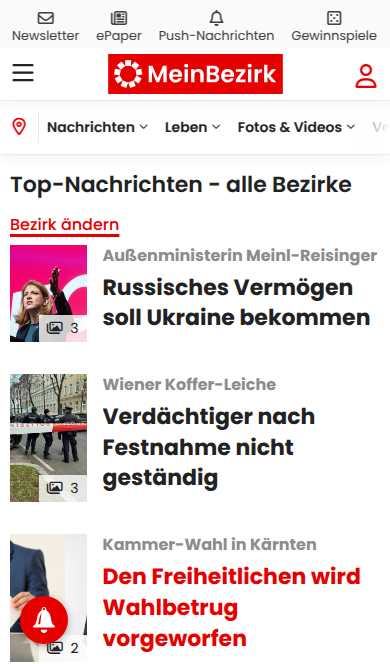 Newsletter ePaper Push-Nachrichten Gewinnspiele
MeinBezirk
Nachrichten Leben Fotos & Videos
Top-Nachrichten - alle Bezirke
Bezirk ändern
Außenministerin Meinl-Reisinger
Russisches Vermögen
soll Ukraine bekommen
3
Wiener Koffer-Leiche
Verdächtiger nach
Festnahme nicht
geständig
3
Kammer-Wahl in Kärnten
Den Freiheitlichen wird
Wahlbetrug
vorgeworfen
2